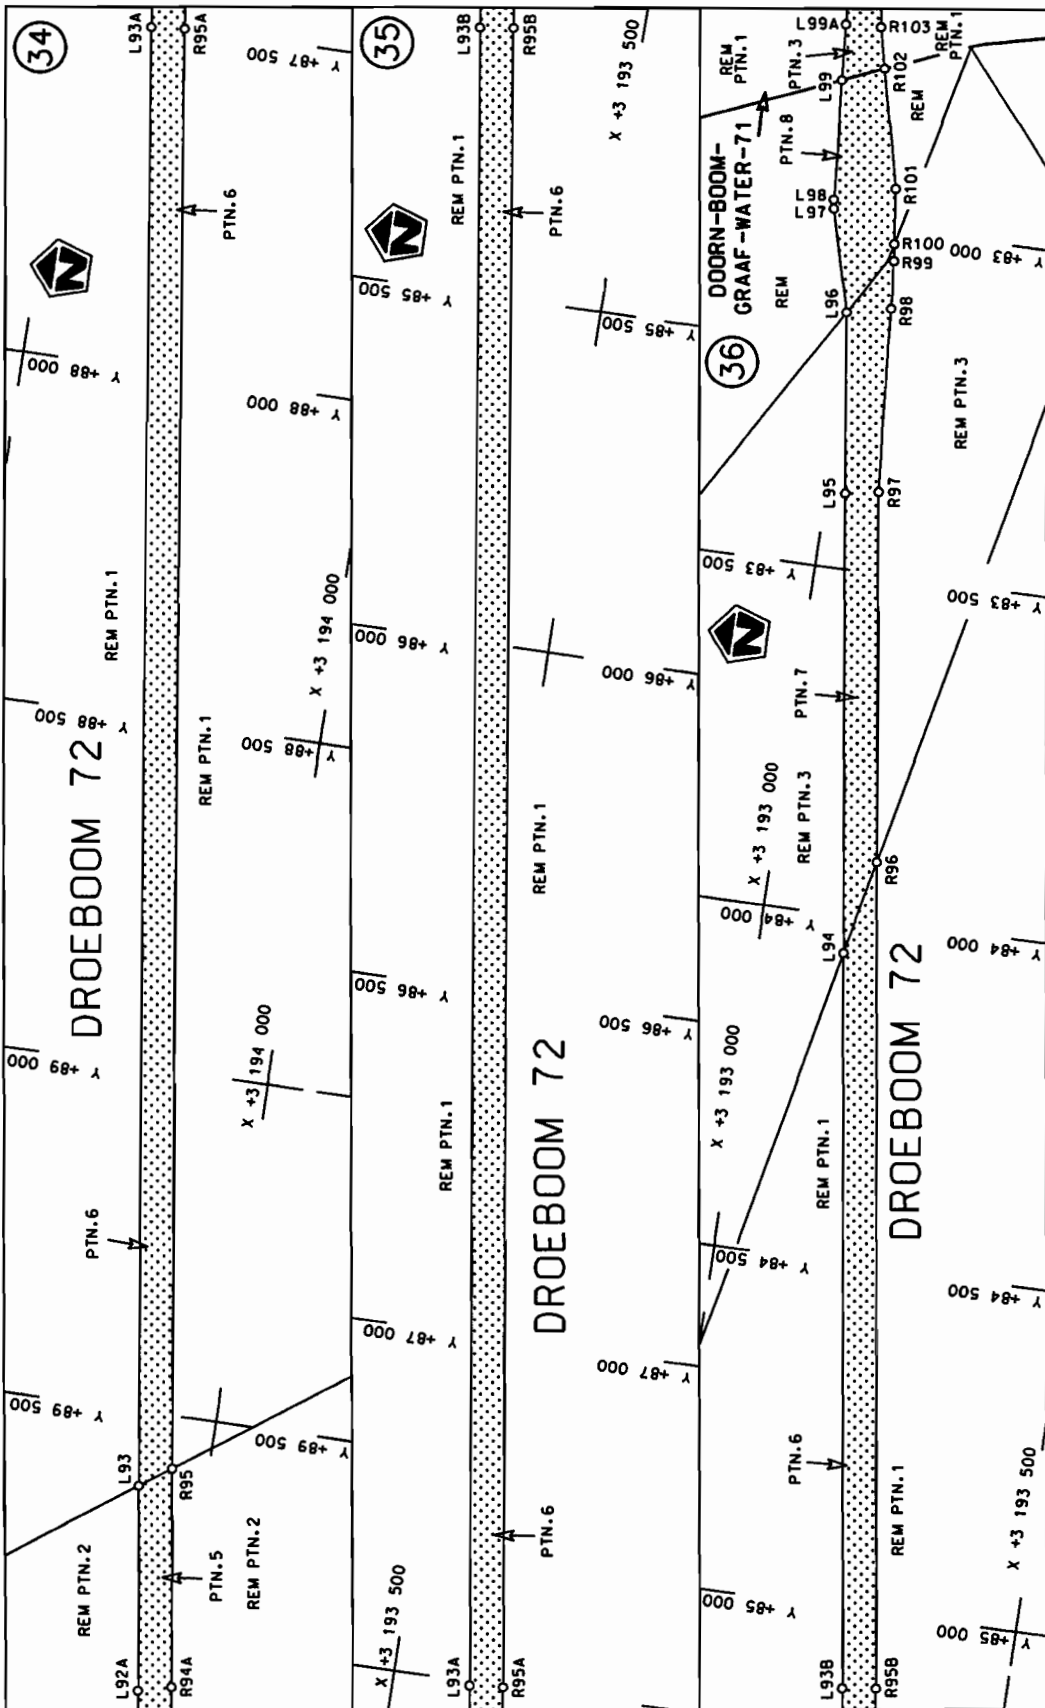 34
L93A
R95A
Y +87 500
PTN.6
N
Y +88 000
Y +88 000
REM PTN.1
X +3 194 000
Y +88 500
Y +88 500
REM PTN.1
DROEBOOM 72
Y +89 000
X +3 194 000
PTN.6
Y +89 500
Y +89 500
L93
R95
REM PTN.2
PTN.5
REM PTN.2
L92A
R94A
35
L93B
R95B
X +3 193 500
REM PTN.1
PTN.6
N
Y +85 500
Y +85 500
Y +86 000
Y +86 000
REM PTN.1
Y +86 500
Y +86 500
DROEBOOM 72
REM PTN.1
Y +87 000
Y +87 000
PTN.6
X +3 193 500
L93A
R95A
36
L99A
R103
REM PTN.1
PTN.3
REM PTN.1
L99
R102
DOORN-BOOM-
GRAAF-WATER-71
PTN.8
REM
L98
L97
R101
R100
R99
Y +83 000
REM
L96
R98
REM PTN.3
L95
R97
Y +83 500
Y +83 500
N
PTN.7
X +3 193 000
REM PTN.3
R96
Y +84 000
Y +84 000
L94
DROEBOOM 72
X +3 193 000
REM PTN.1
Y +84 500
Y +84 500
PTN.6
REM PTN.1
X +3 193 500
Y +85 000
Y +85 000
L93B
R95B